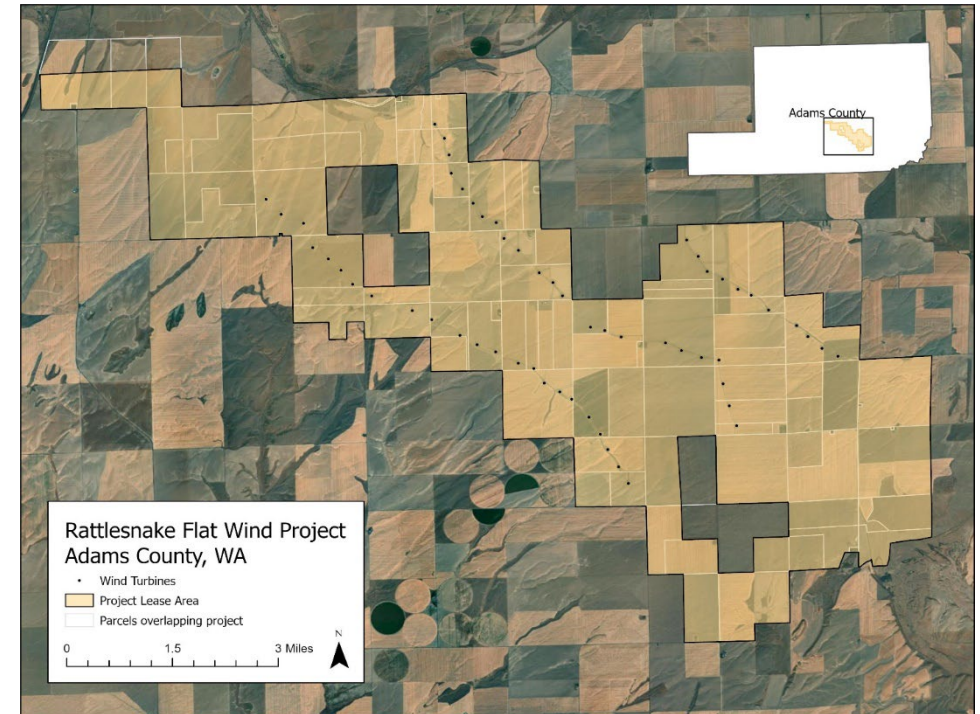 Adams County
Rattlesnake Flat Wind Project
Adams County, WA
Wind Turbines
Project Lease Area
Parcels overlapping project
N
0 1.5 3 Miles